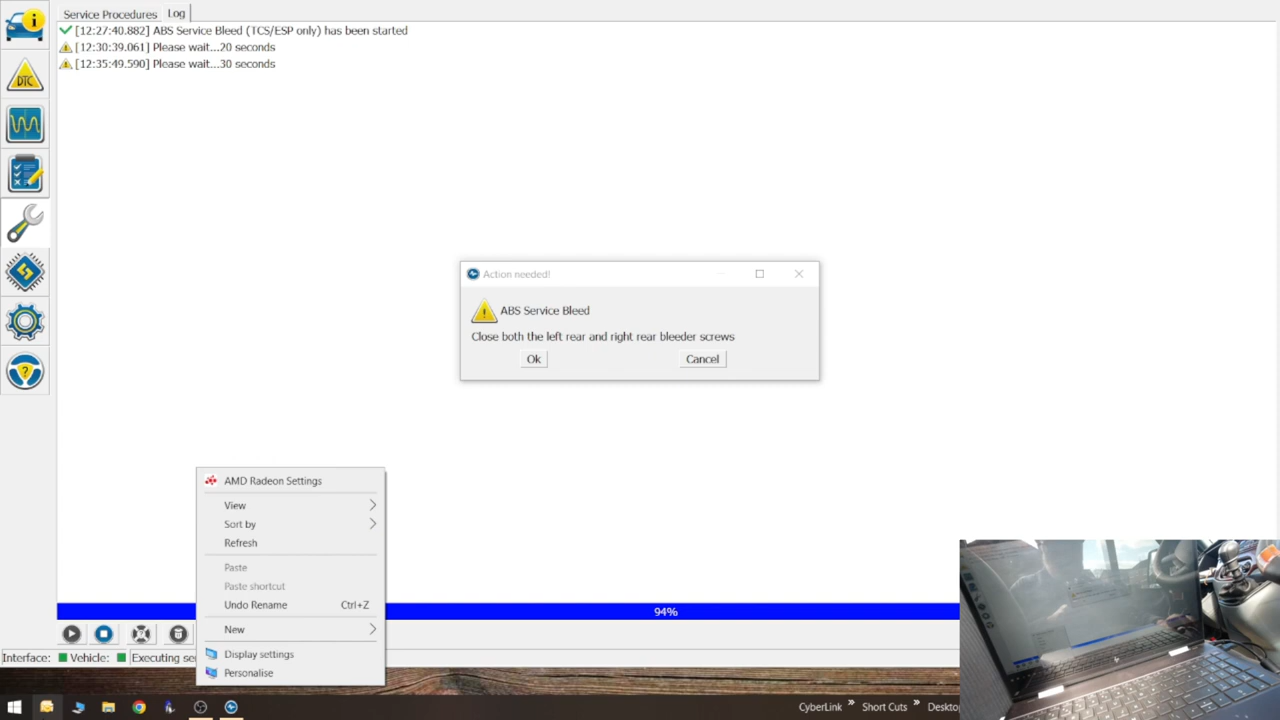 Service Procedures Log
[12:27:40.882] ABS Service Bleed (TCS/ESP only) has been started
[12:30:39.061] Please wait...20 seconds
[12:35:49.590] Please wait...30 seconds
DTC
Action needed!
ABS Service Bleed
Close both the left rear and right rear bleeder screws
Ok Cancel
AMD Radeon Settings
View
Sort by
Refresh
Paste
Paste shortcut
Undo Rename Ctrl+Z
New
Display settings
Personalise
94%
Interface: Vehicle: Executing se
CyberLink » Short Cuts » Deskto